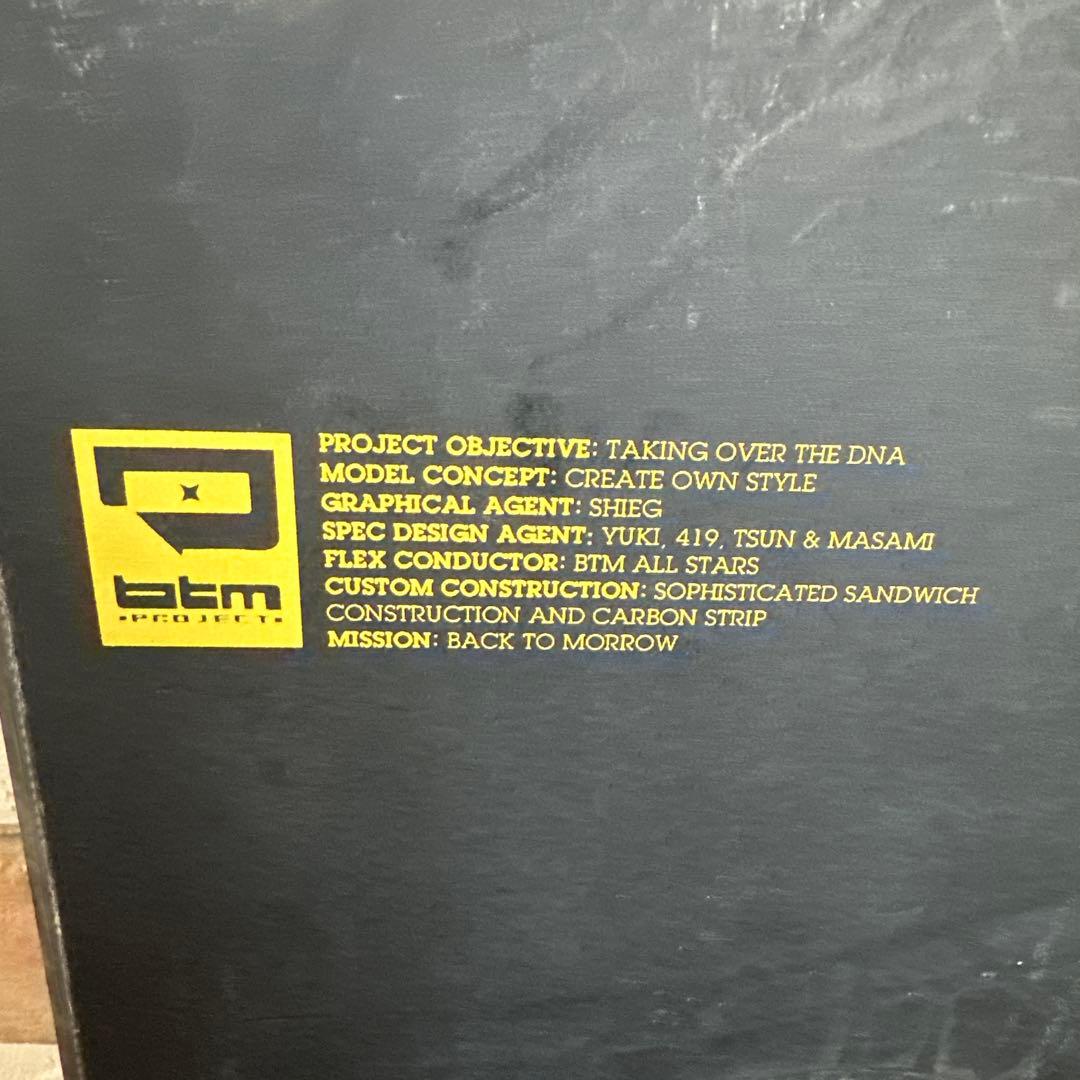 btm
•PROJECT•
PROJECT OBJECTIVE: TAKING OVER THE DNA
MODEL CONCEPT: CREATE OWN STYLE
GRAPHICAL AGENT: SHIEG
SPEC DESIGN AGENT: YUKI, 419, TSUN & MASAMI
FLEX CONDUCTOR: BTM ALL STARS
CUSTOM CONSTRUCTION: SOPHISTICATED SANDWICH
CONSTRUCTION AND CARBON STRIP
MISSION: BACK TO MORROW